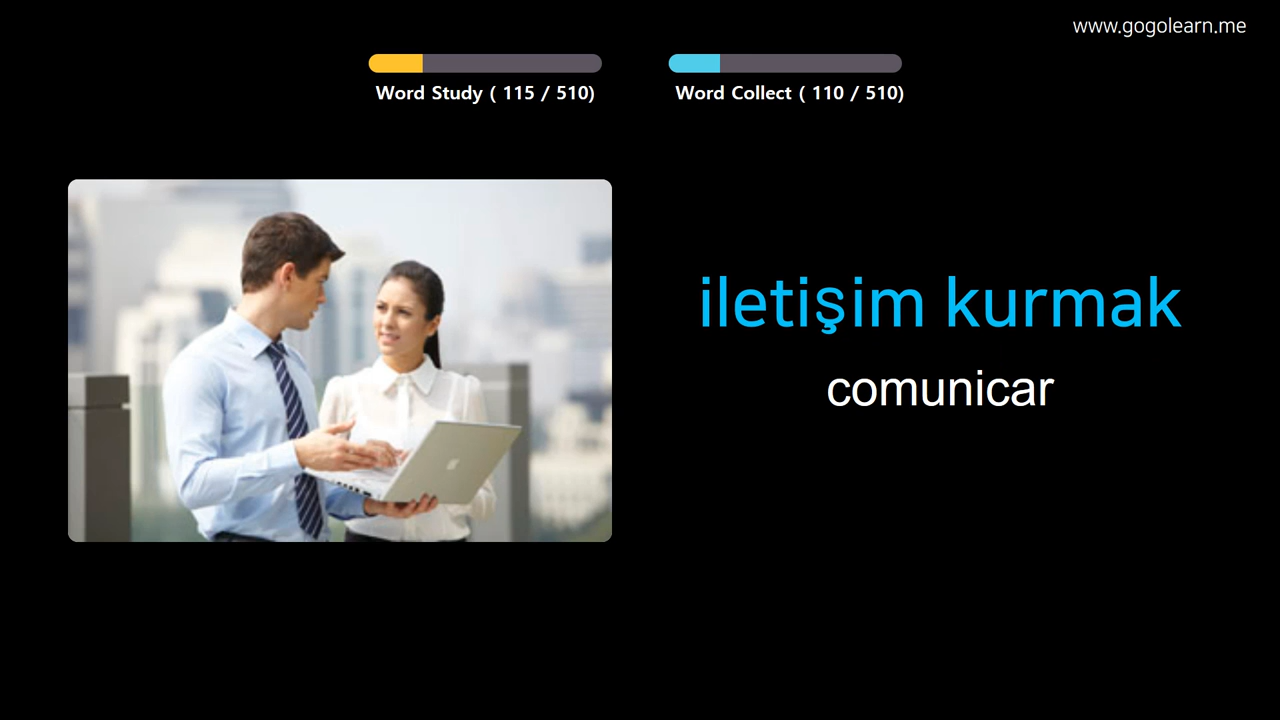 www.gogolearn.me
Word Study ( 115 / 510)
Word Collect ( 110 / 510)
iletişim kurmak
comunicar